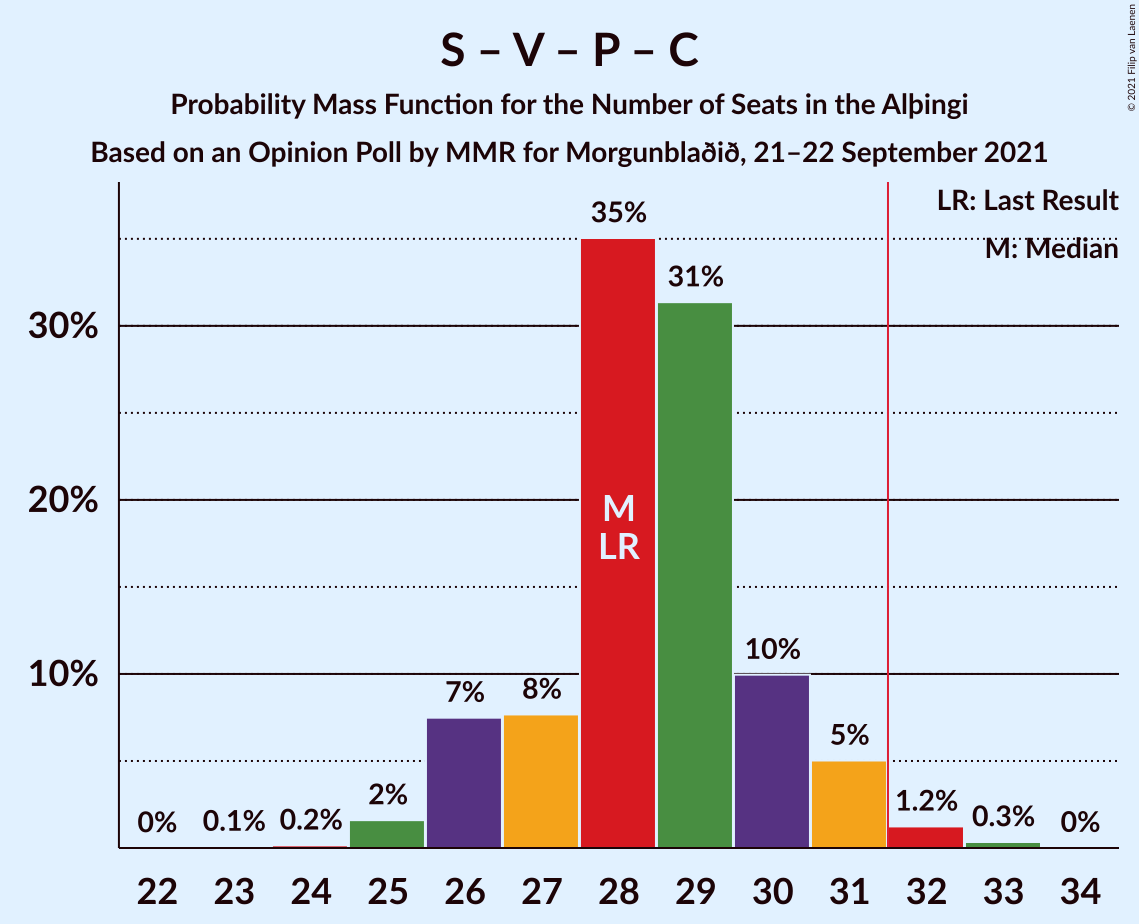 S – V – P – C
Probability Mass Function for the Number of Seats in the Alþingi
Based on an Opinion Poll by MMR for Morgunblaðið, 21–22 September 2021
© 2021 Filip van Laenen
LR: Last Result
M: Median
30%
20%
10%
0%
0.1%
0.2%
2%
7%
8%
35%
31%
10%
5%
1.2%
0.3%
0%
M
LR
22 23 24 25 26 27 28 29 30 31 32 33 34